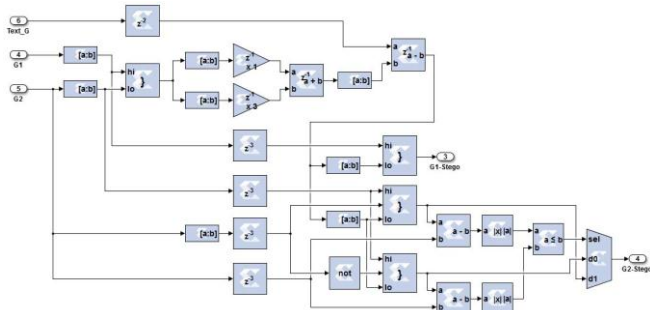 6
Text_G
z-3
4
G1
[a:b]
5
G2
[a:b]
hi
lo
[a:b]
z-1
x 1
[a:b]
z-1
x 3
a
b
z-1
a + b
[a:b]
a
b
z-1
a - b
z-3
[a:b]
hi
lo
3
G1-Stego
z-3
[a:b]
z-3
[a:b]
hi
lo
z-3
not
hi
lo
a
b
a - b
a
|x|
|a|
a
b
a - b
a
|x|
|a|
a
b
a ≤ b
sel
d0
d1
4
G2-Stego